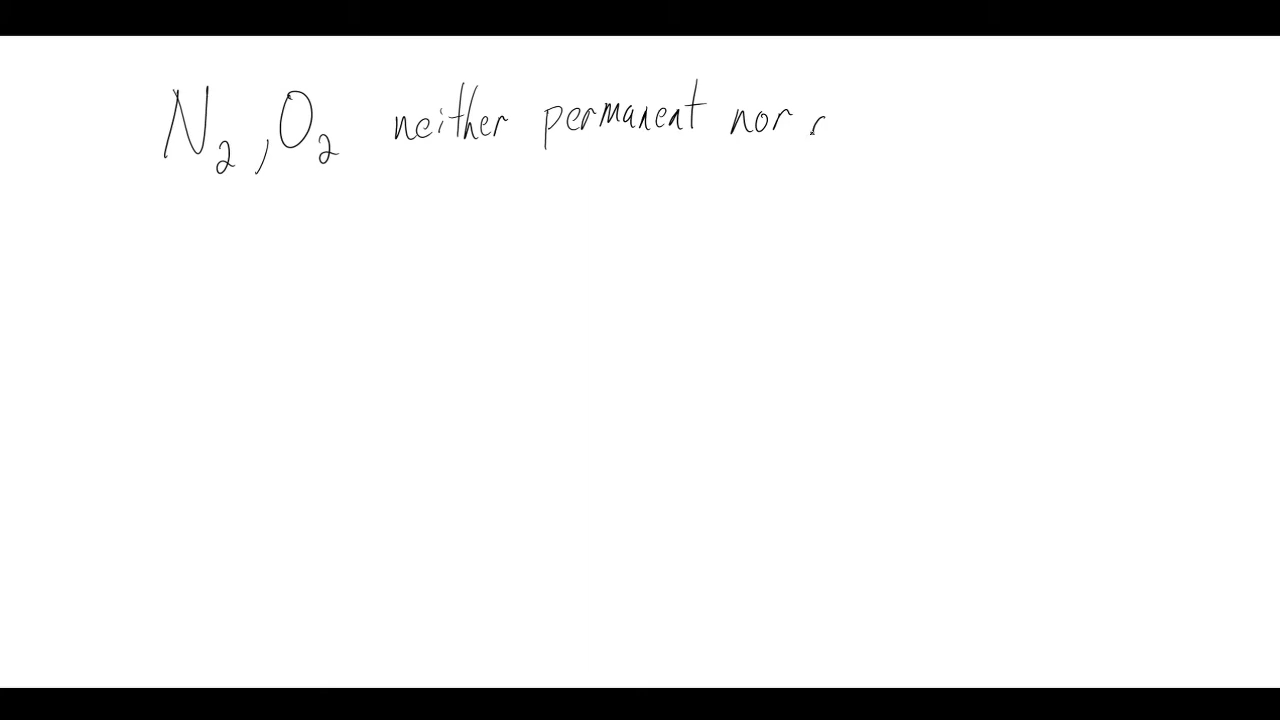 N₂, O₂ neither permanent nor